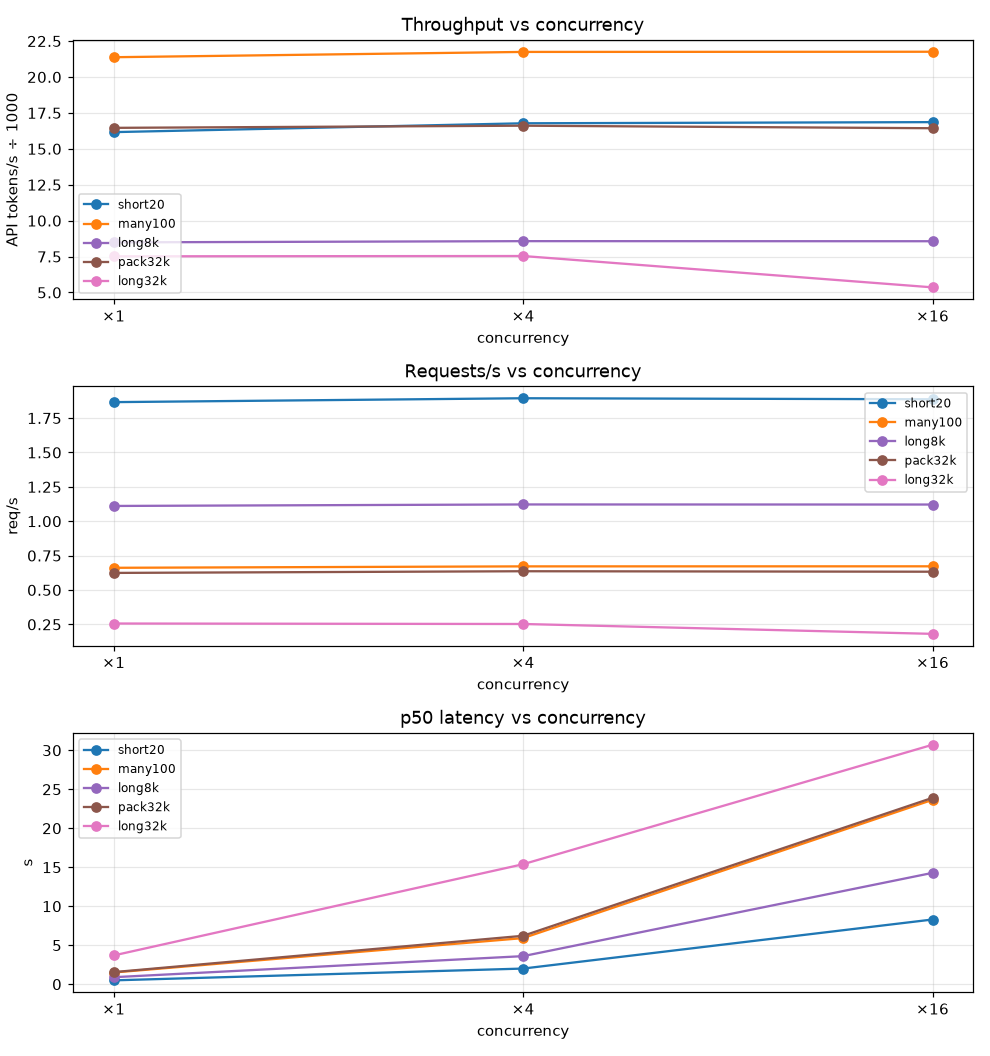 Throughput vs concurrency
API tokens/s ÷ 1000
22.5
20.0
17.5
15.0
12.5
10.0
7.5
5.0
short20
many100
long8k
pack32k
long32k
×1
×4
×16
concurrency
Requests/s vs concurrency
req/s
1.75
1.50
1.25
1.00
0.75
0.50
0.25
short20
many100
long8k
pack32k
long32k
×1
×4
×16
concurrency
p50 latency vs concurrency
s
30
25
20
15
10
5
0
short20
many100
long8k
pack32k
long32k
×1
×4
×16
concurrency